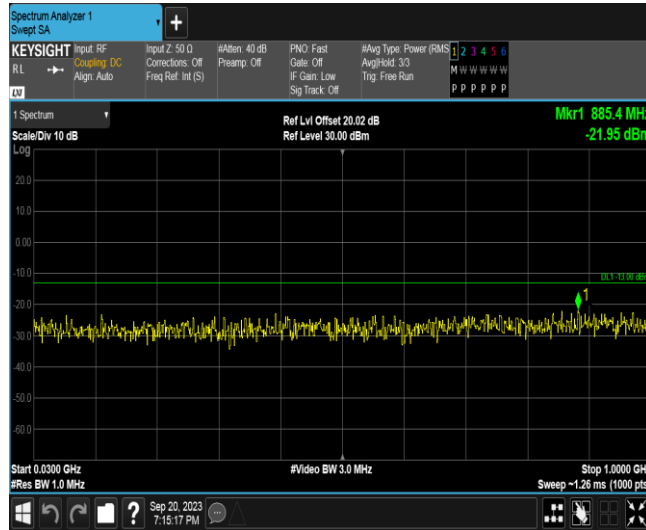 Spectrum Analyzer 1
Swept SA
+
KEYSIGHT
RL
LXI
Input: RF
Coupling: DC
Align: Auto
Input Z: 50 Ω
Corrections: Off
Freq Ref: Int (S)
#Atten: 40 dB
Preamp: Off
PNO: Fast
Gate: Off
IF Gain: Low
Sig Track: Off
#Avg Type: Power (RMS
Avg|Hold: 3/3
Trig: Free Run
1 2 3 4 5 6
M W W W W W
P P P P P P
1 Spectrum
Scale/Div 10 dB
Log
Ref Lvl Offset 20.02 dB
Ref Level 30.00 dBm
Mkr1 885.4 MHz
-21.95 dBm
20.0
10.0
0.00
-10.0
DL1 -13.00 dBm
1
-20.0
-30.0
-40.0
-50.0
-60.0
Start 0.0300 GHz
#Res BW 1.0 MHz
#Video BW 3.0 MHz
Stop 1.0000 GH
Sweep ~1.26 ms (1000 pts
?
Sep 20, 2023
7:15:17 PM